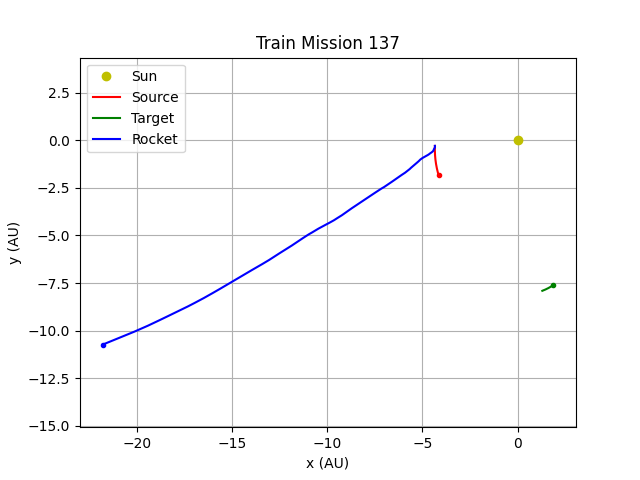 Train Mission 137
Sun
Source
Target
Rocket
2.5
0.0
−2.5
−5.0
−7.5
−10.0
−12.5
−15.0
y (AU)
−20
−15
−10
−5
0
x (AU)